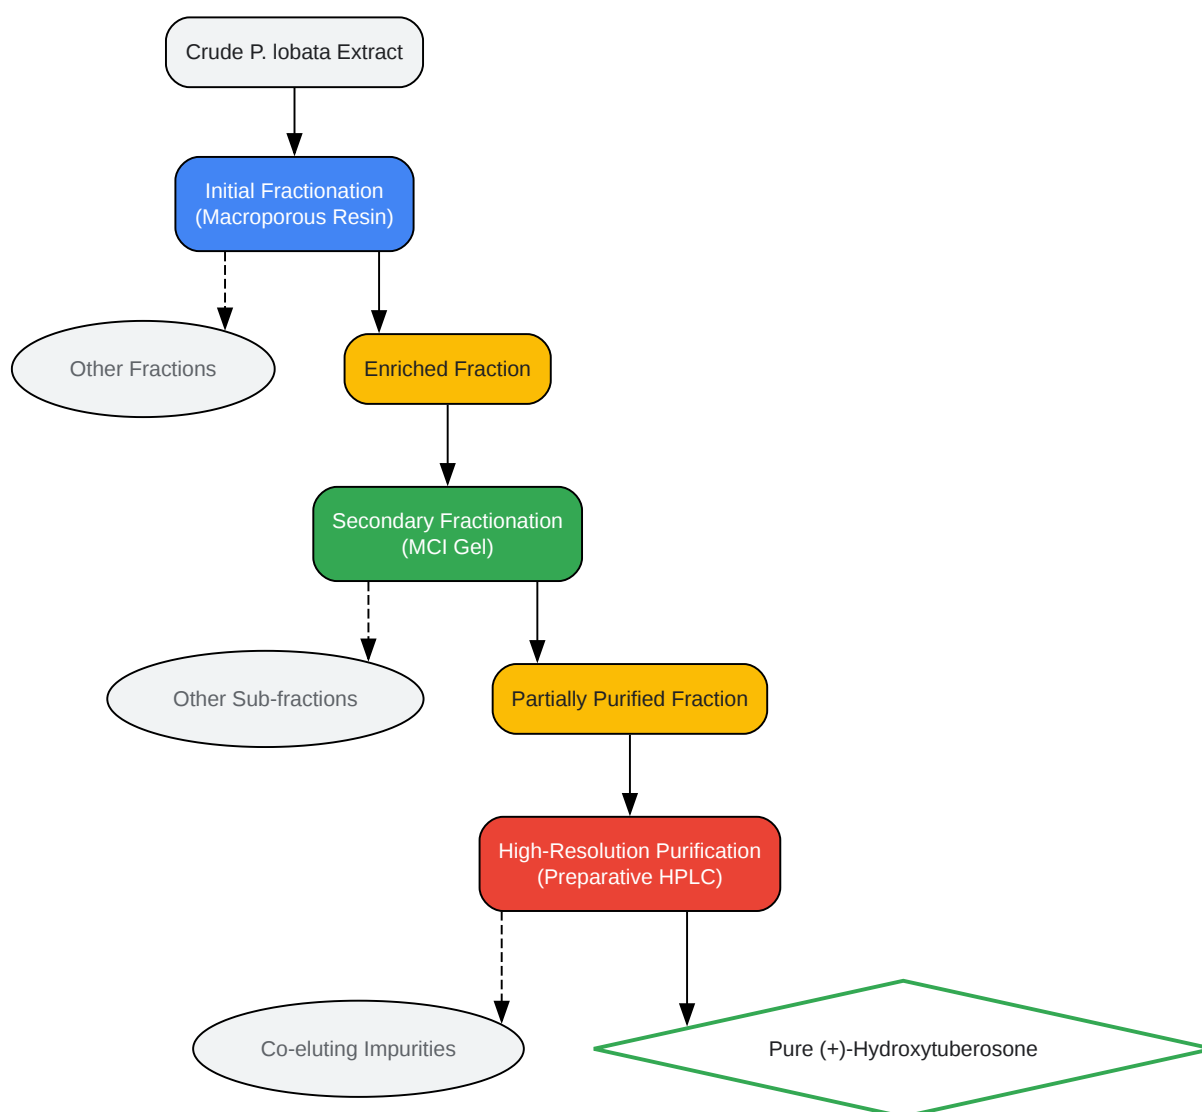 Crude P. lobata Extract
Initial Fractionation
(Macroporous Resin)
Other Fractions
Enriched Fraction
Secondary Fractionation
(MCI Gel)
Other Sub-fractions
Partially Purified Fraction
High-Resolution Purification
(Preparative HPLC)
Co-eluting Impurities
Pure (+)-Hydroxytuberosone